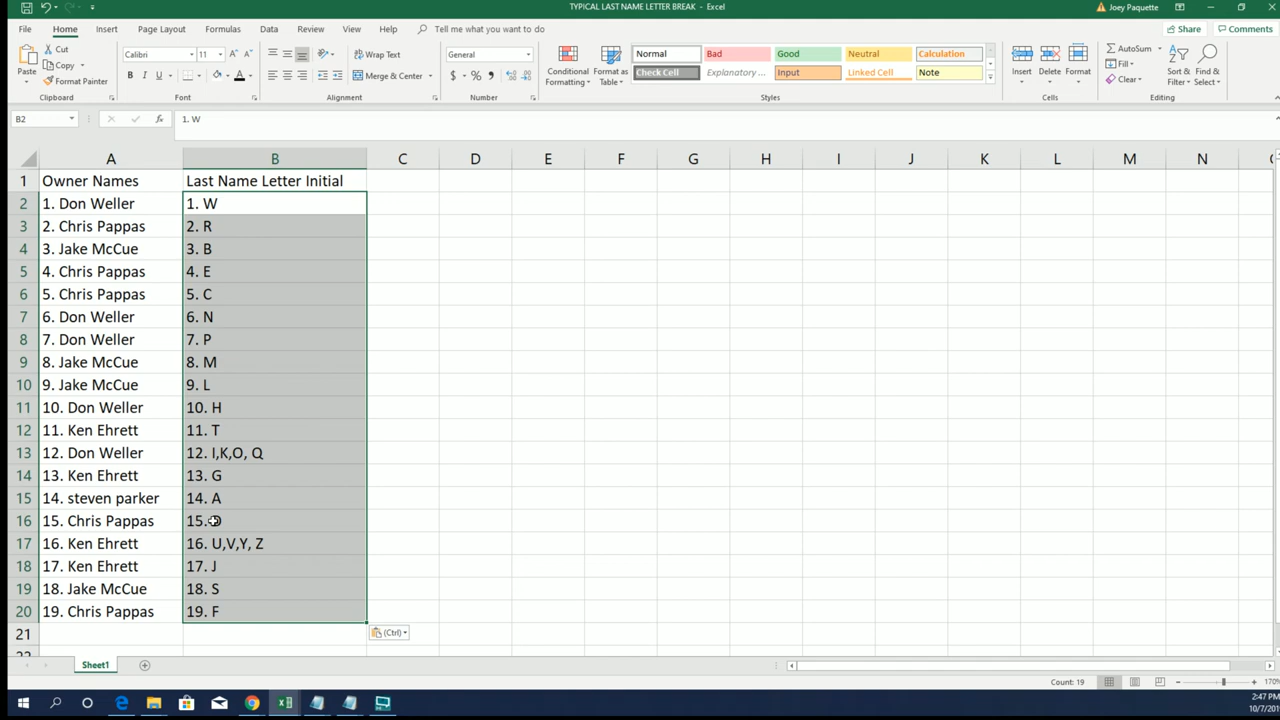 TYPICAL LAST NAME LETTER BREAK - Excel
Joey Paquette
File Home Insert Page Layout Formulas Data Review View Help Tell me what you want to do
Share Comments
Paste Cut Copy Format Painter
Clipboard
Calibri 11
B I U
Font
Wrap Text
Merge & Center
Alignment
General
$ % ,
Number
Conditional Formatting
Format as Table
Normal Bad Good Neutral Calculation
Check Cell Explanatory ... Input Linked Cell Note
Styles
Insert Delete Format
Cells
AutoSum
Fill
Clear
Sort & Filter
Find & Select
Editing
B2 fx 1. W
A B C D E F G H I J K L M N
1 Owner Names Last Name Letter Initial
2 1. Don Weller 1. W
3 2. Chris Pappas 2. R
4 3. Jake McCue 3. B
5 4. Chris Pappas 4. E
6 5. Chris Pappas 5. C
7 6. Don Weller 6. N
8 7. Don Weller 7. P
9 8. Jake McCue 8. M
10 9. Jake McCue 9. L
11 10. Don Weller 10. H
12 11. Ken Ehrett 11. T
13 12. Don Weller 12. I,K,O, Q
14 13. Ken Ehrett 13. G
15 14. steven parker 14. A
16 15. Chris Pappas 15. D
17 16. Ken Ehrett 16. U,V,Y, Z
18 17. Ken Ehrett 17. J
19 18. Jake McCue 18. S
20 19. Chris Pappas 19. F
21
(Ctrl)
Sheet1
Count: 19
170%
2:47 PM